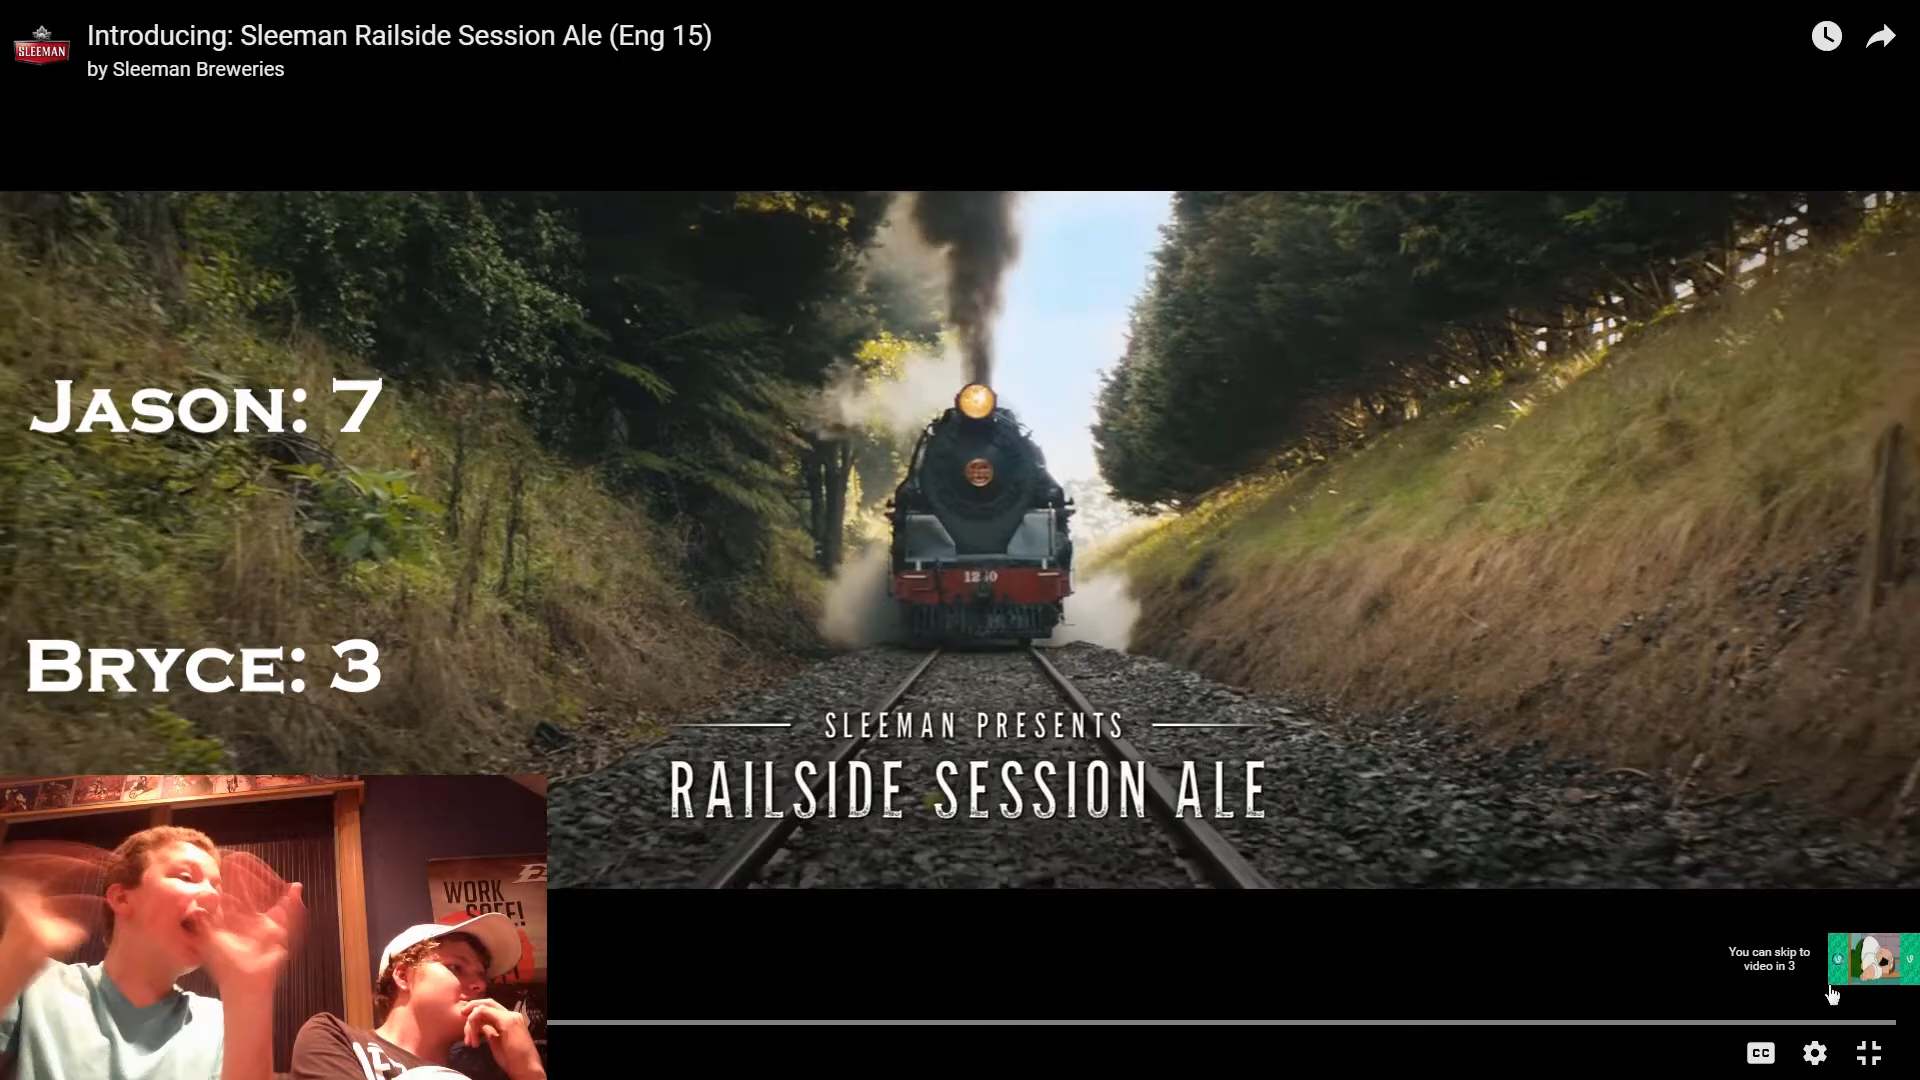 SLEEMAN
Introducing: Sleeman Railside Session Ale (Eng 15)
by Sleeman Breweries
JASON: 7
BRYCE: 3
SLEEMAN PRESENTS
RAILSIDE SESSION ALE
WORK
You can skip to
video in 3
CC